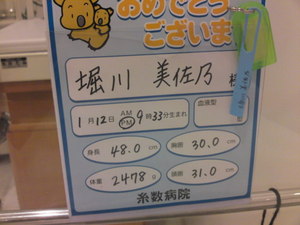 おめでとう
ございます
堀川 美佐乃 様
1月12日 AM PM 9時33分生まれ
血液型
身長 48.0 cm
胸囲 30.0 cm
体重 2478 g
頭囲 31.0 cm
糸数病院